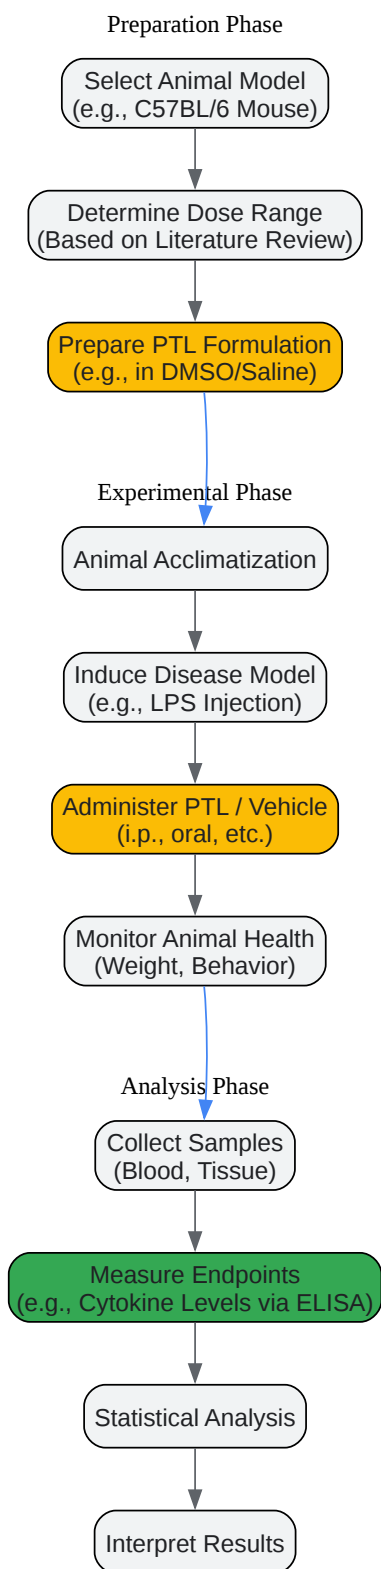 Preparation Phase
Select Animal Model
(e.g., C57BL/6 Mouse)
Determine Dose Range
(Based on Literature Review)
Prepare PTL Formulation
(e.g., in DMSO/Saline)
Experimental Phase
Animal Acclimatization
Induce Disease Model
(e.g., LPS Injection)
Administer PTL / Vehicle
(i.p., oral, etc.)
Monitor Animal Health
(Weight, Behavior)
Analysis Phase
Collect Samples
(Blood, Tissue)
Measure Endpoints
(e.g., Cytokine Levels via ELISA)
Statistical Analysis
Interpret Results